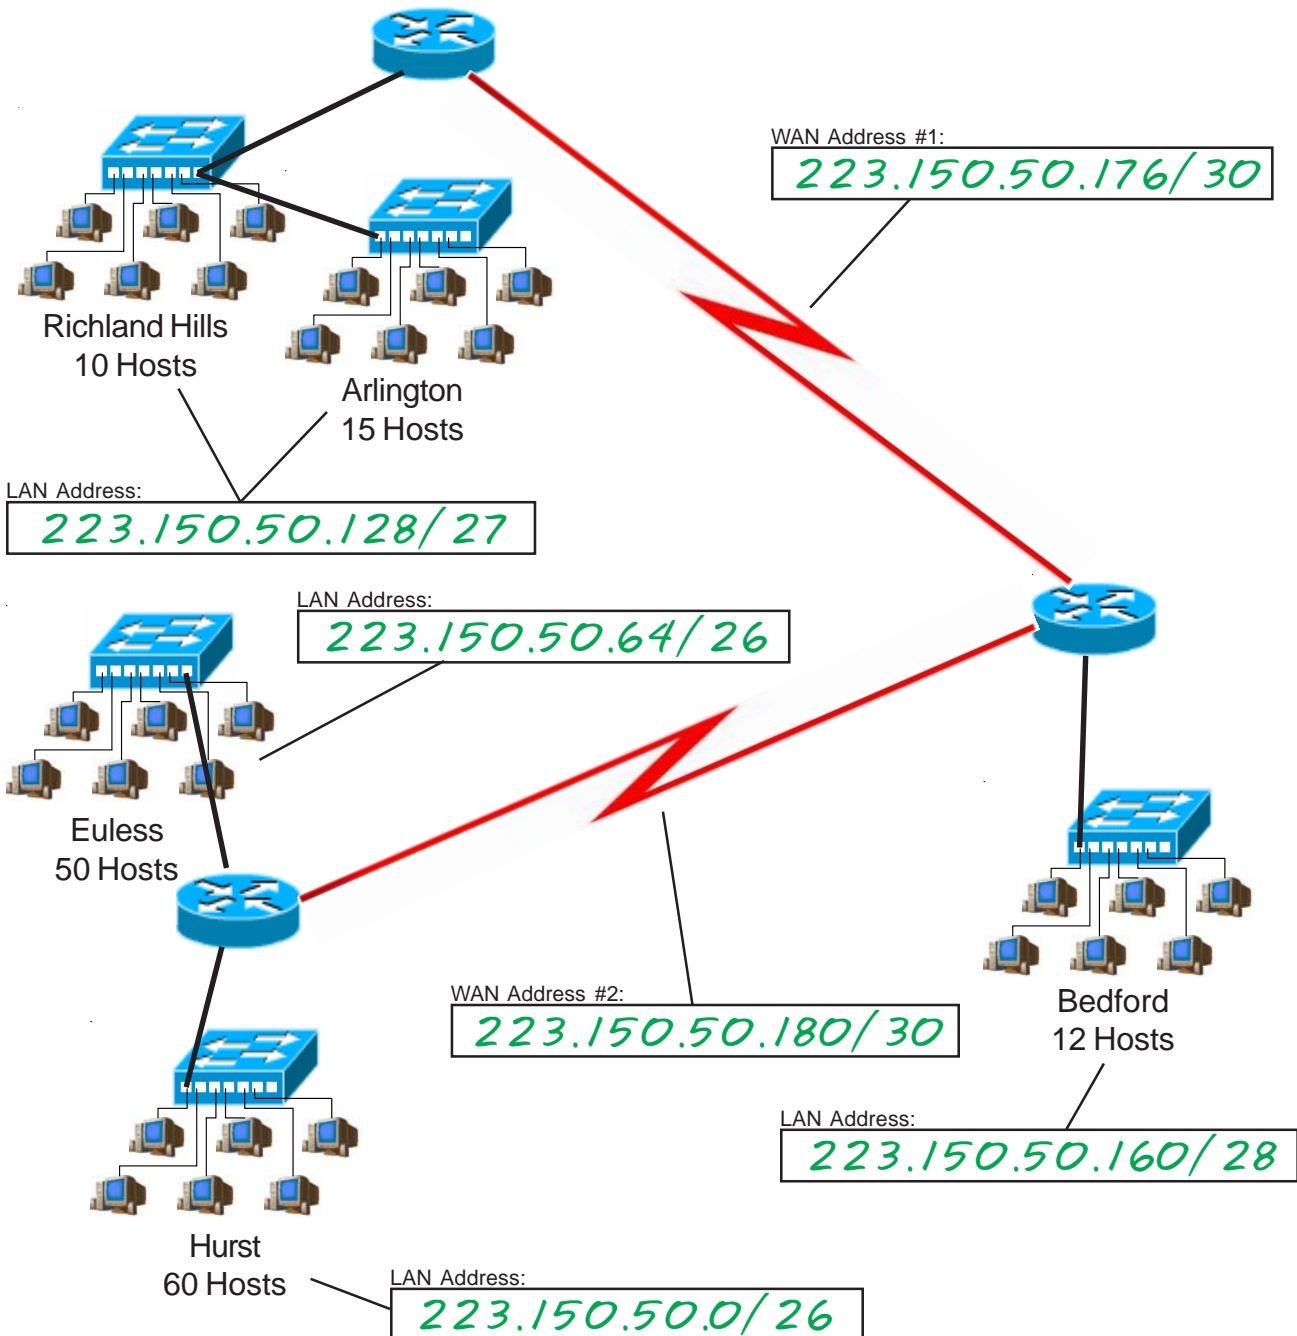 WAN Address #1:
223.150.50.176/30
Richland Hills
10 Hosts
Arlington
15 Hosts
LAN Address:
223.150.50.128/27
LAN Address:
223.150.50.64/26
Euless
50 Hosts
WAN Address #2:
223.150.50.180/30
Bedford
12 Hosts
LAN Address:
223.150.50.160/28
Hurst
60 Hosts
LAN Address:
223.150.50.0/26